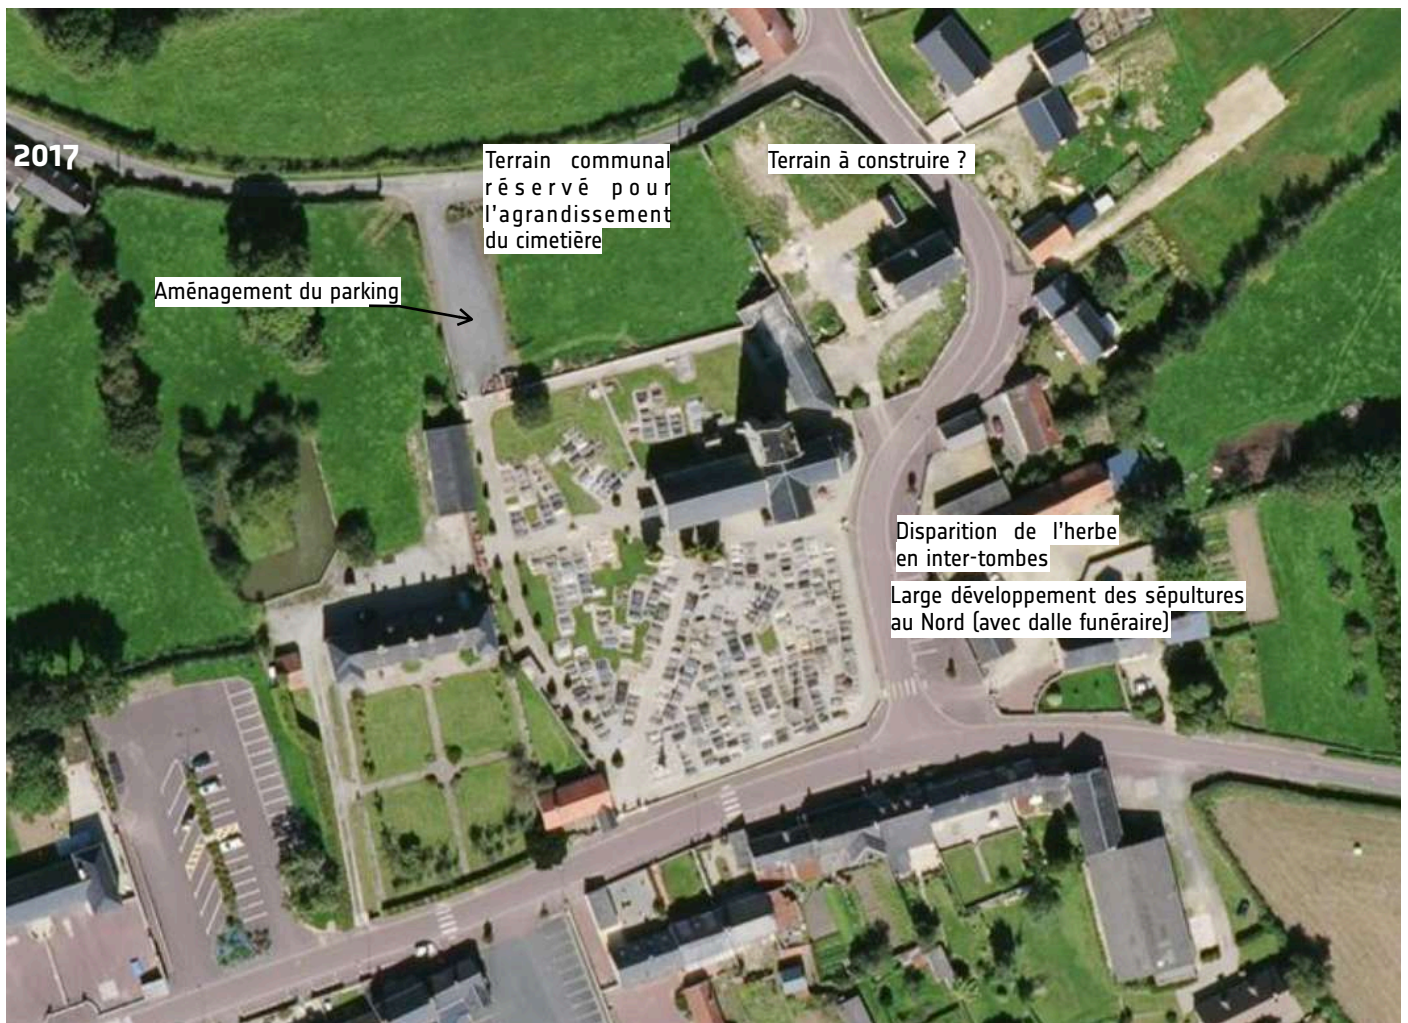 2017
Terrain communal
réservé pour
l'agrandissement
du cimetière
Terrain à construire ?
Aménagement du parking
Disparition de l'herbe
en inter-tombes
Large développement des sépultures
au Nord (avec dalle funéraire)